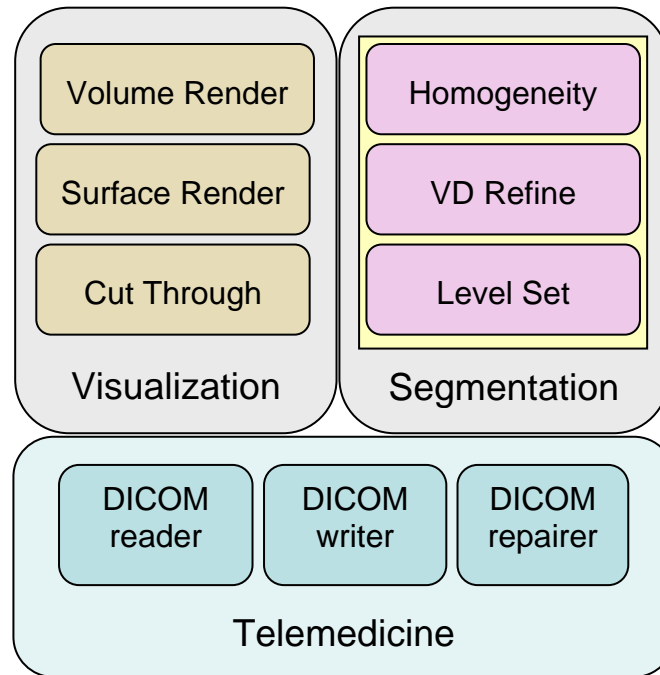 Volume Render
Surface Render
Cut Through
Visualization
Homogeneity
VD Refine
Level Set
Segmentation
DICOM
reader
DICOM
writer
DICOM
repairer
Telemedicine